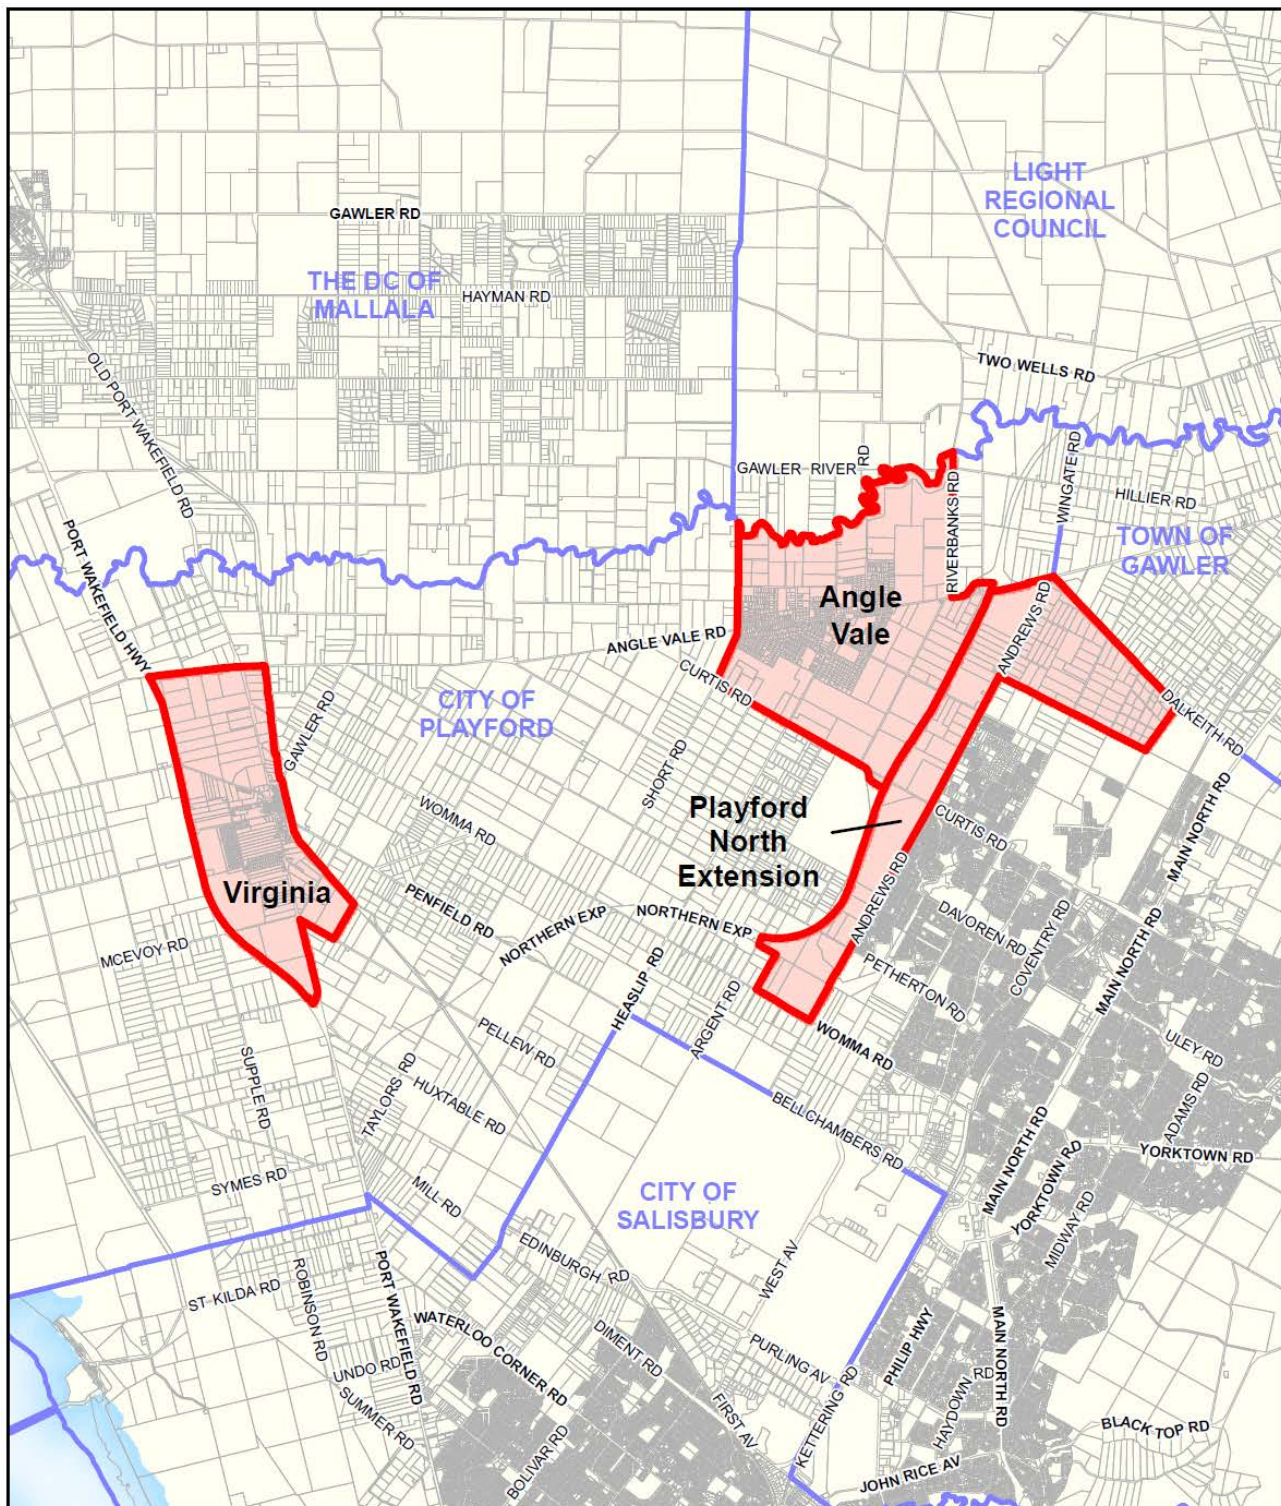 LIGHT
REGIONAL
COUNCIL
GAWLER RD
THE DC OF
MALLALA
HAYMAN RD
TWO WELLS RD
OLD PORT WAKEFIELD RD
GAWLER RIVER RD
RIVERBANKS RD
WINGATE RD
HILLIER RD
TOWN OF
GAWLER
PORT WAKEFIELD HWY
Angle
Vale
ANGLE VALE RD
ANDREWS RD
CURTIS RD
DALKEITH RD
CITY OF
PLAYFORD
GAWLER RD
SHORT RD
WOMMA RD
Playford
North
Extension
CURTIS RD
MAIN NORTH RD
Virginia
PENFIELD RD
NORTHERN EXP
NORTHERN EXP
ANDREWS RD
DAVOREN RD
COVENTRY RD
MAIN NORTH RD
MCEVOY RD
HEASLIP RD
ARGENT RD
PETHERTON RD
WOMMA RD
PELLEW RD
ULEY RD
SUPPLE RD
TAYLORS RD
HUXTABLE RD
BELLCHAMBERS RD
ADAMS RD
MAIN NORTH RD
YORKTOWN RD
YORKTOWN RD
SYMES RD
MILL RD
CITY OF
SALISBURY
MIDWAY RD
EDINBURGH RD
WEST AV
ST KILDA RD
ROBINSON RD
PORT WAKEFIELD RD
WATERLOO CORNER RD
DIMENT RD
PURLING AV
PHILIP HWY
MAIN NORTH RD
UNDO RD
SUMMER RD
FIRST AV
KETTERING RD
HAYDOWN RD
BLACK TOP RD
BOLIVAR RD
JOHN RICE AV